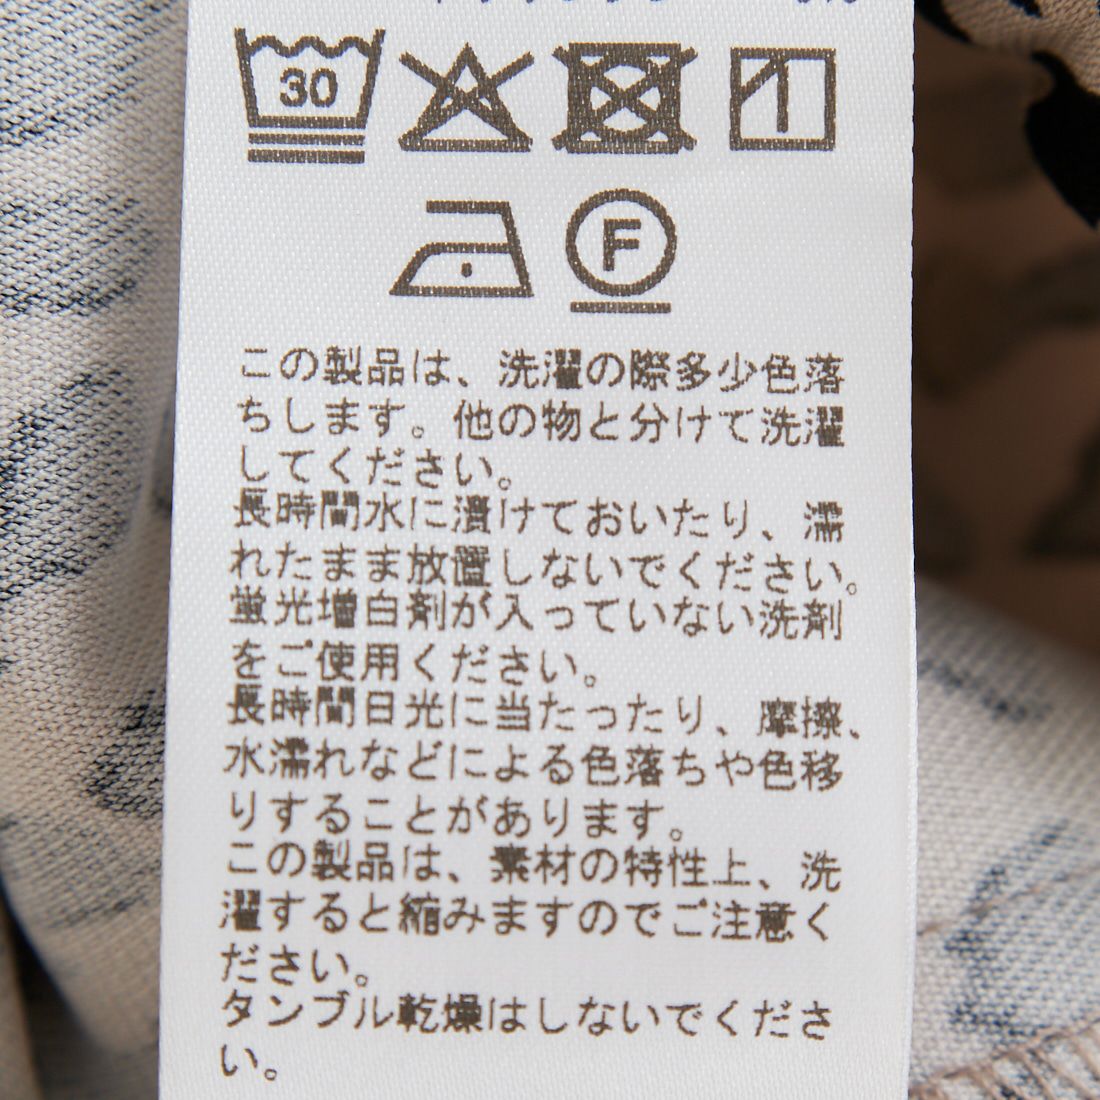 30
F
この製品は、洗濯の際多少色落
ちします。他の物と分けて洗濯
してください。
長時間水に漬けておいたり、濡
れたまま放置しないでください。
蛍光増白剤が入っていない洗剤
をご使用ください。
長時間日光に当たったり、摩擦、
水濡れなどによる色落ちや色移
りすることがあります。
この製品は、素材の特性上、洗
濯すると縮みますのでご注意く
ださい。
タンブル乾燥はしないでくださ
い。